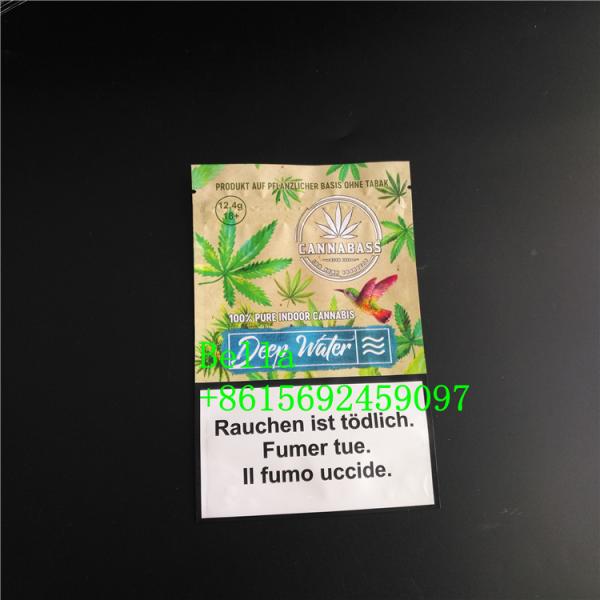 PRODUKT AUF PFLANZLICHER BASIS OHNE TABAK
12,4g
18+
CANNABASS
100% PURE INDOOR CANNABIS
Deep Water
Bella
+8615692459097
Rauchen ist tödlich.
Fumer tue.
Il fumo uccide.